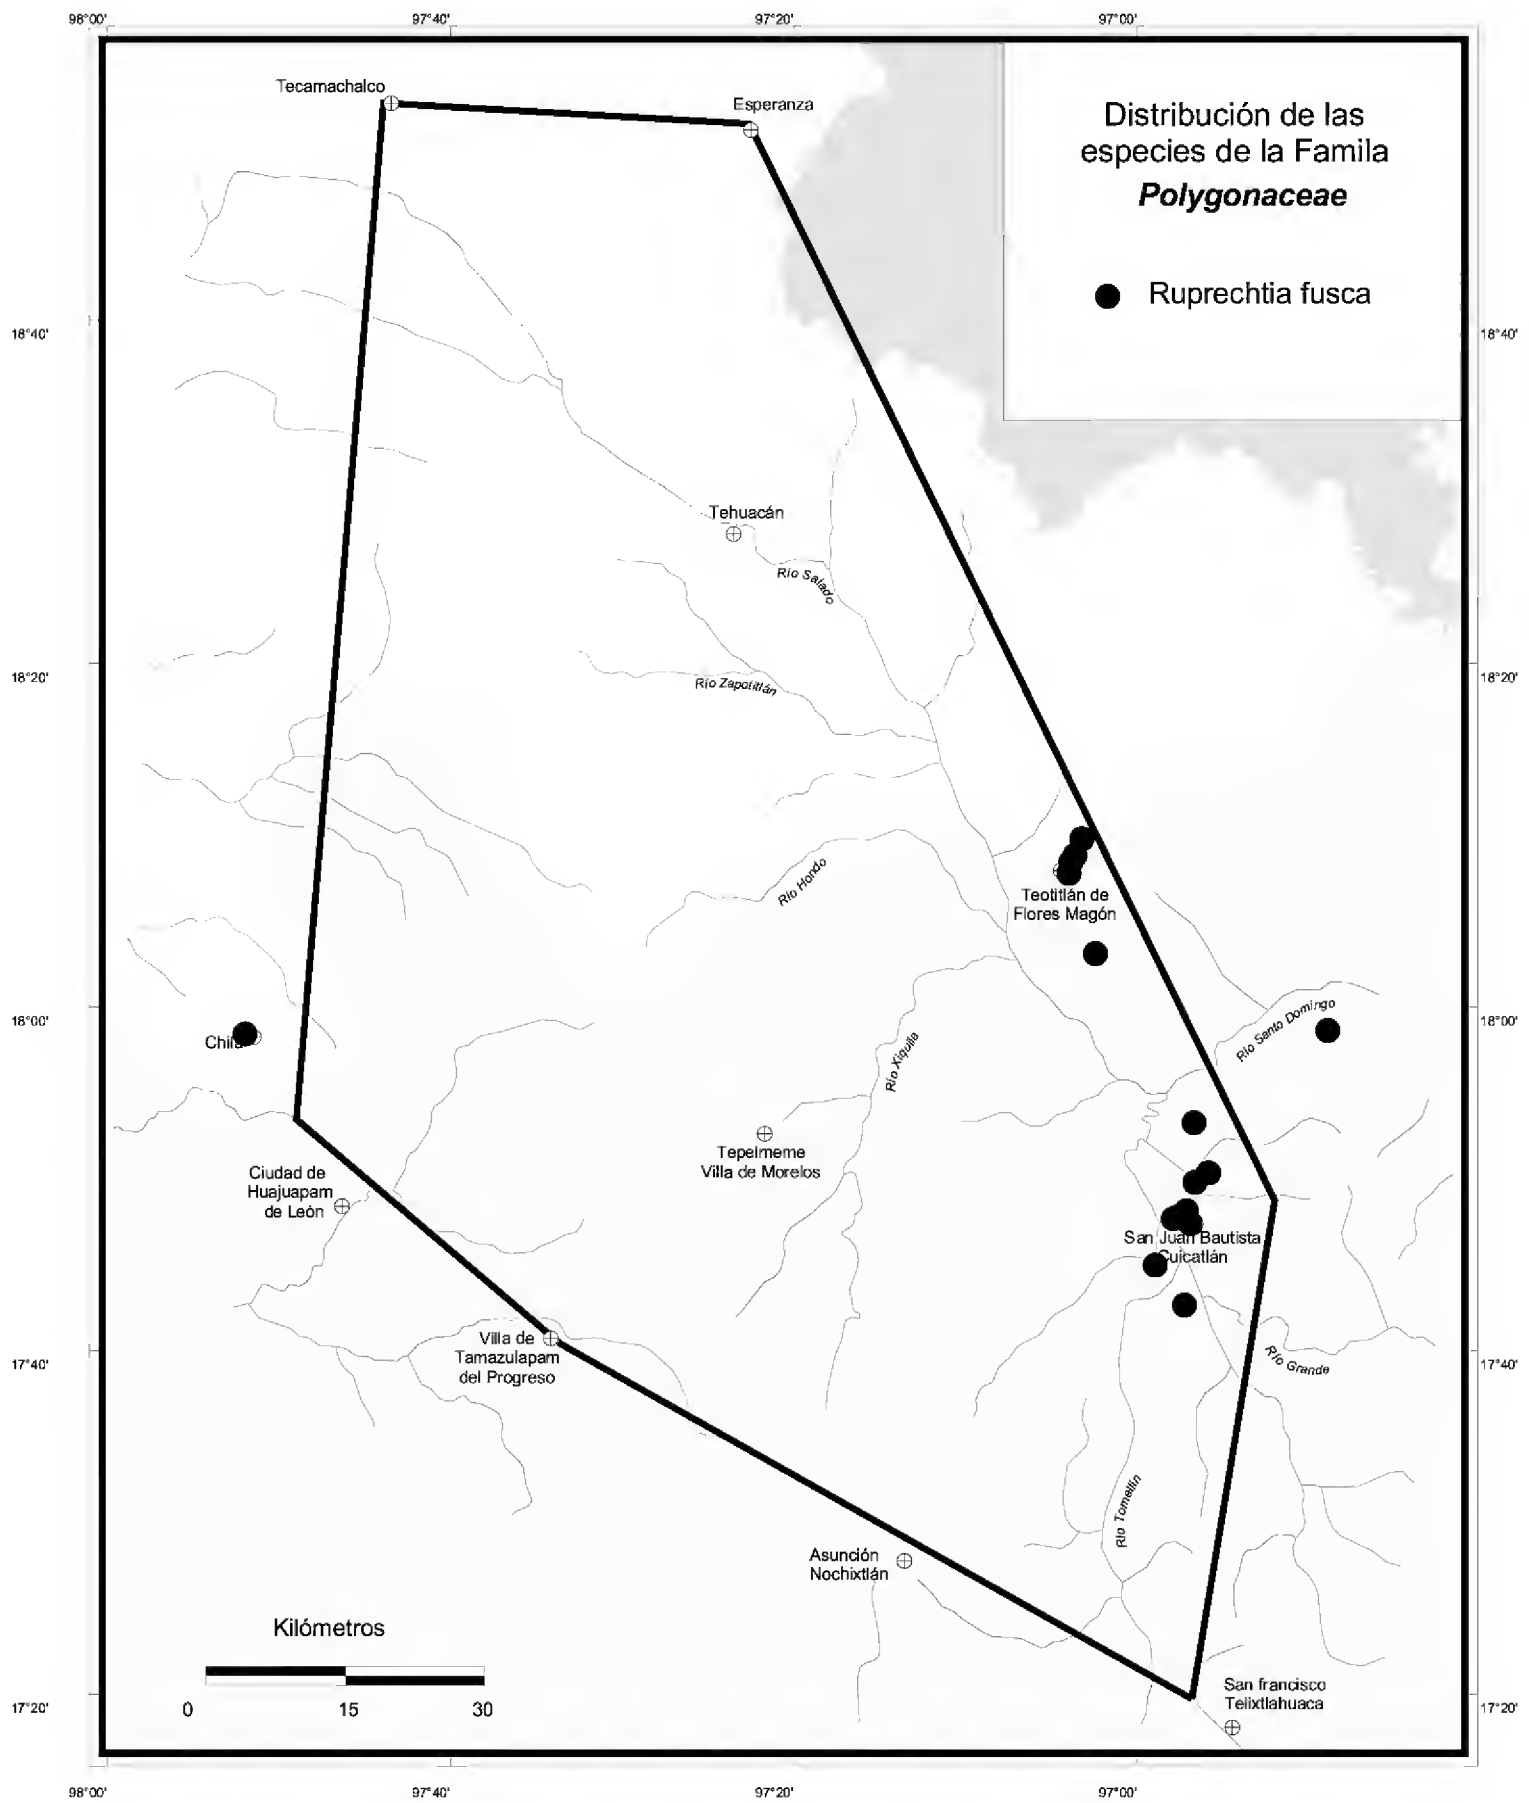 98°00'
97°40'
97°20'
97°00'
Tecamachalco
Esperanza
Distribución de las
especies de la Famila
Polygonaceae
Ruprechtia fusca
18°40'
18°40'
Tehuacán
Río Salado
18°20'
18°20'
Río Zapotitlán
Río Hondo
Teotitlán de
Flores Magón
18°00'
18°00'
Río Santo Domingo
Chila
Río Xiquila
Tepelmeme
Villa de Morelos
Ciudad de
Huajuapam
de León
San Juan Bautista
Cuicatlán
Villa de
Tamazulapam
del Progreso
17°40'
17°40'
Río Grande
Río Tomellín
Asunción
Nochixtlán
Kilómetros
0 15 30
San francisco
Telixtlahuaca
17°20'
17°20'
98°00'
97°40'
97°20'
97°00'